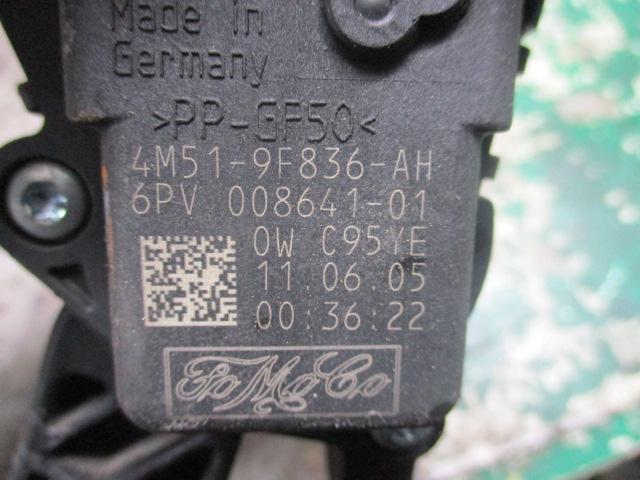 Made in
Germany
>PP-GF50<
4M51-9F836-AH
6PV 008641-01
0W C95YE
11.06.05
00:36:22
FoMoCo